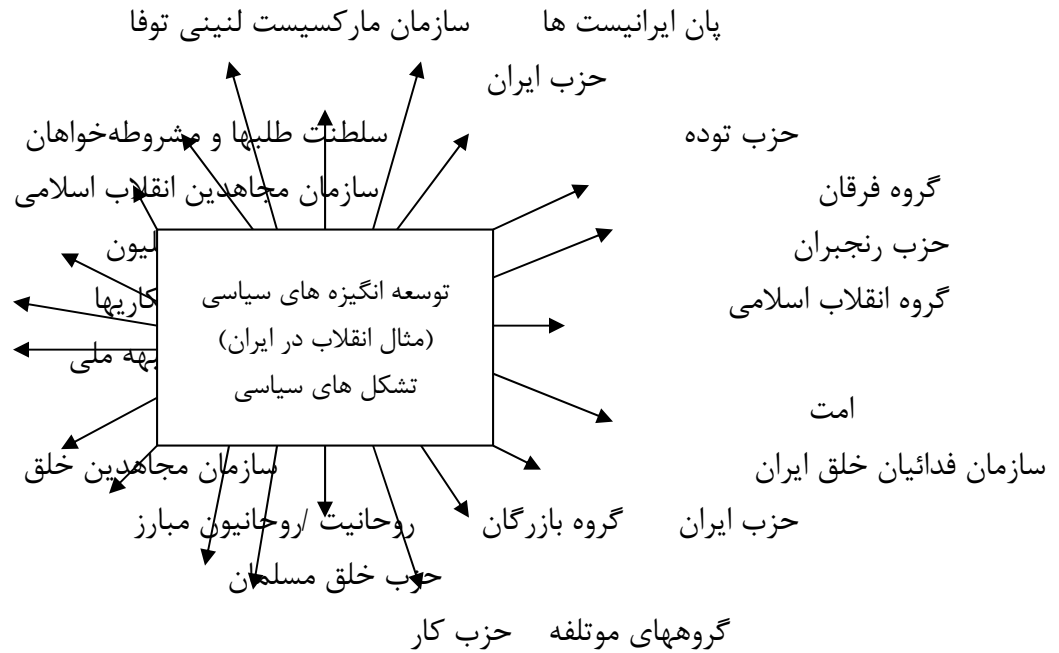 پان ایرانیست ها سازمان مارکسیست لنینی توفا
حزب ایران
حزب توده سلطنت طلبها و مشروطه‌خواهان
گروه فرقان سازمان مجاهدین انقلاب اسلامی
حزب رنجبران
گروه انقلاب اسلامی
توسعه انگیزه های سیاسی
(مثال انقلاب در ایران)
تشکل های سیاسی
ملی
امت
سازمان فدائیان خلق ایران سازمان مجاهدین خلق
حزب ایران گروه بازرگان روحانیت /روحانیون مبارز
حزب خلق مسلمان
گروههای موتلفه حزب کار